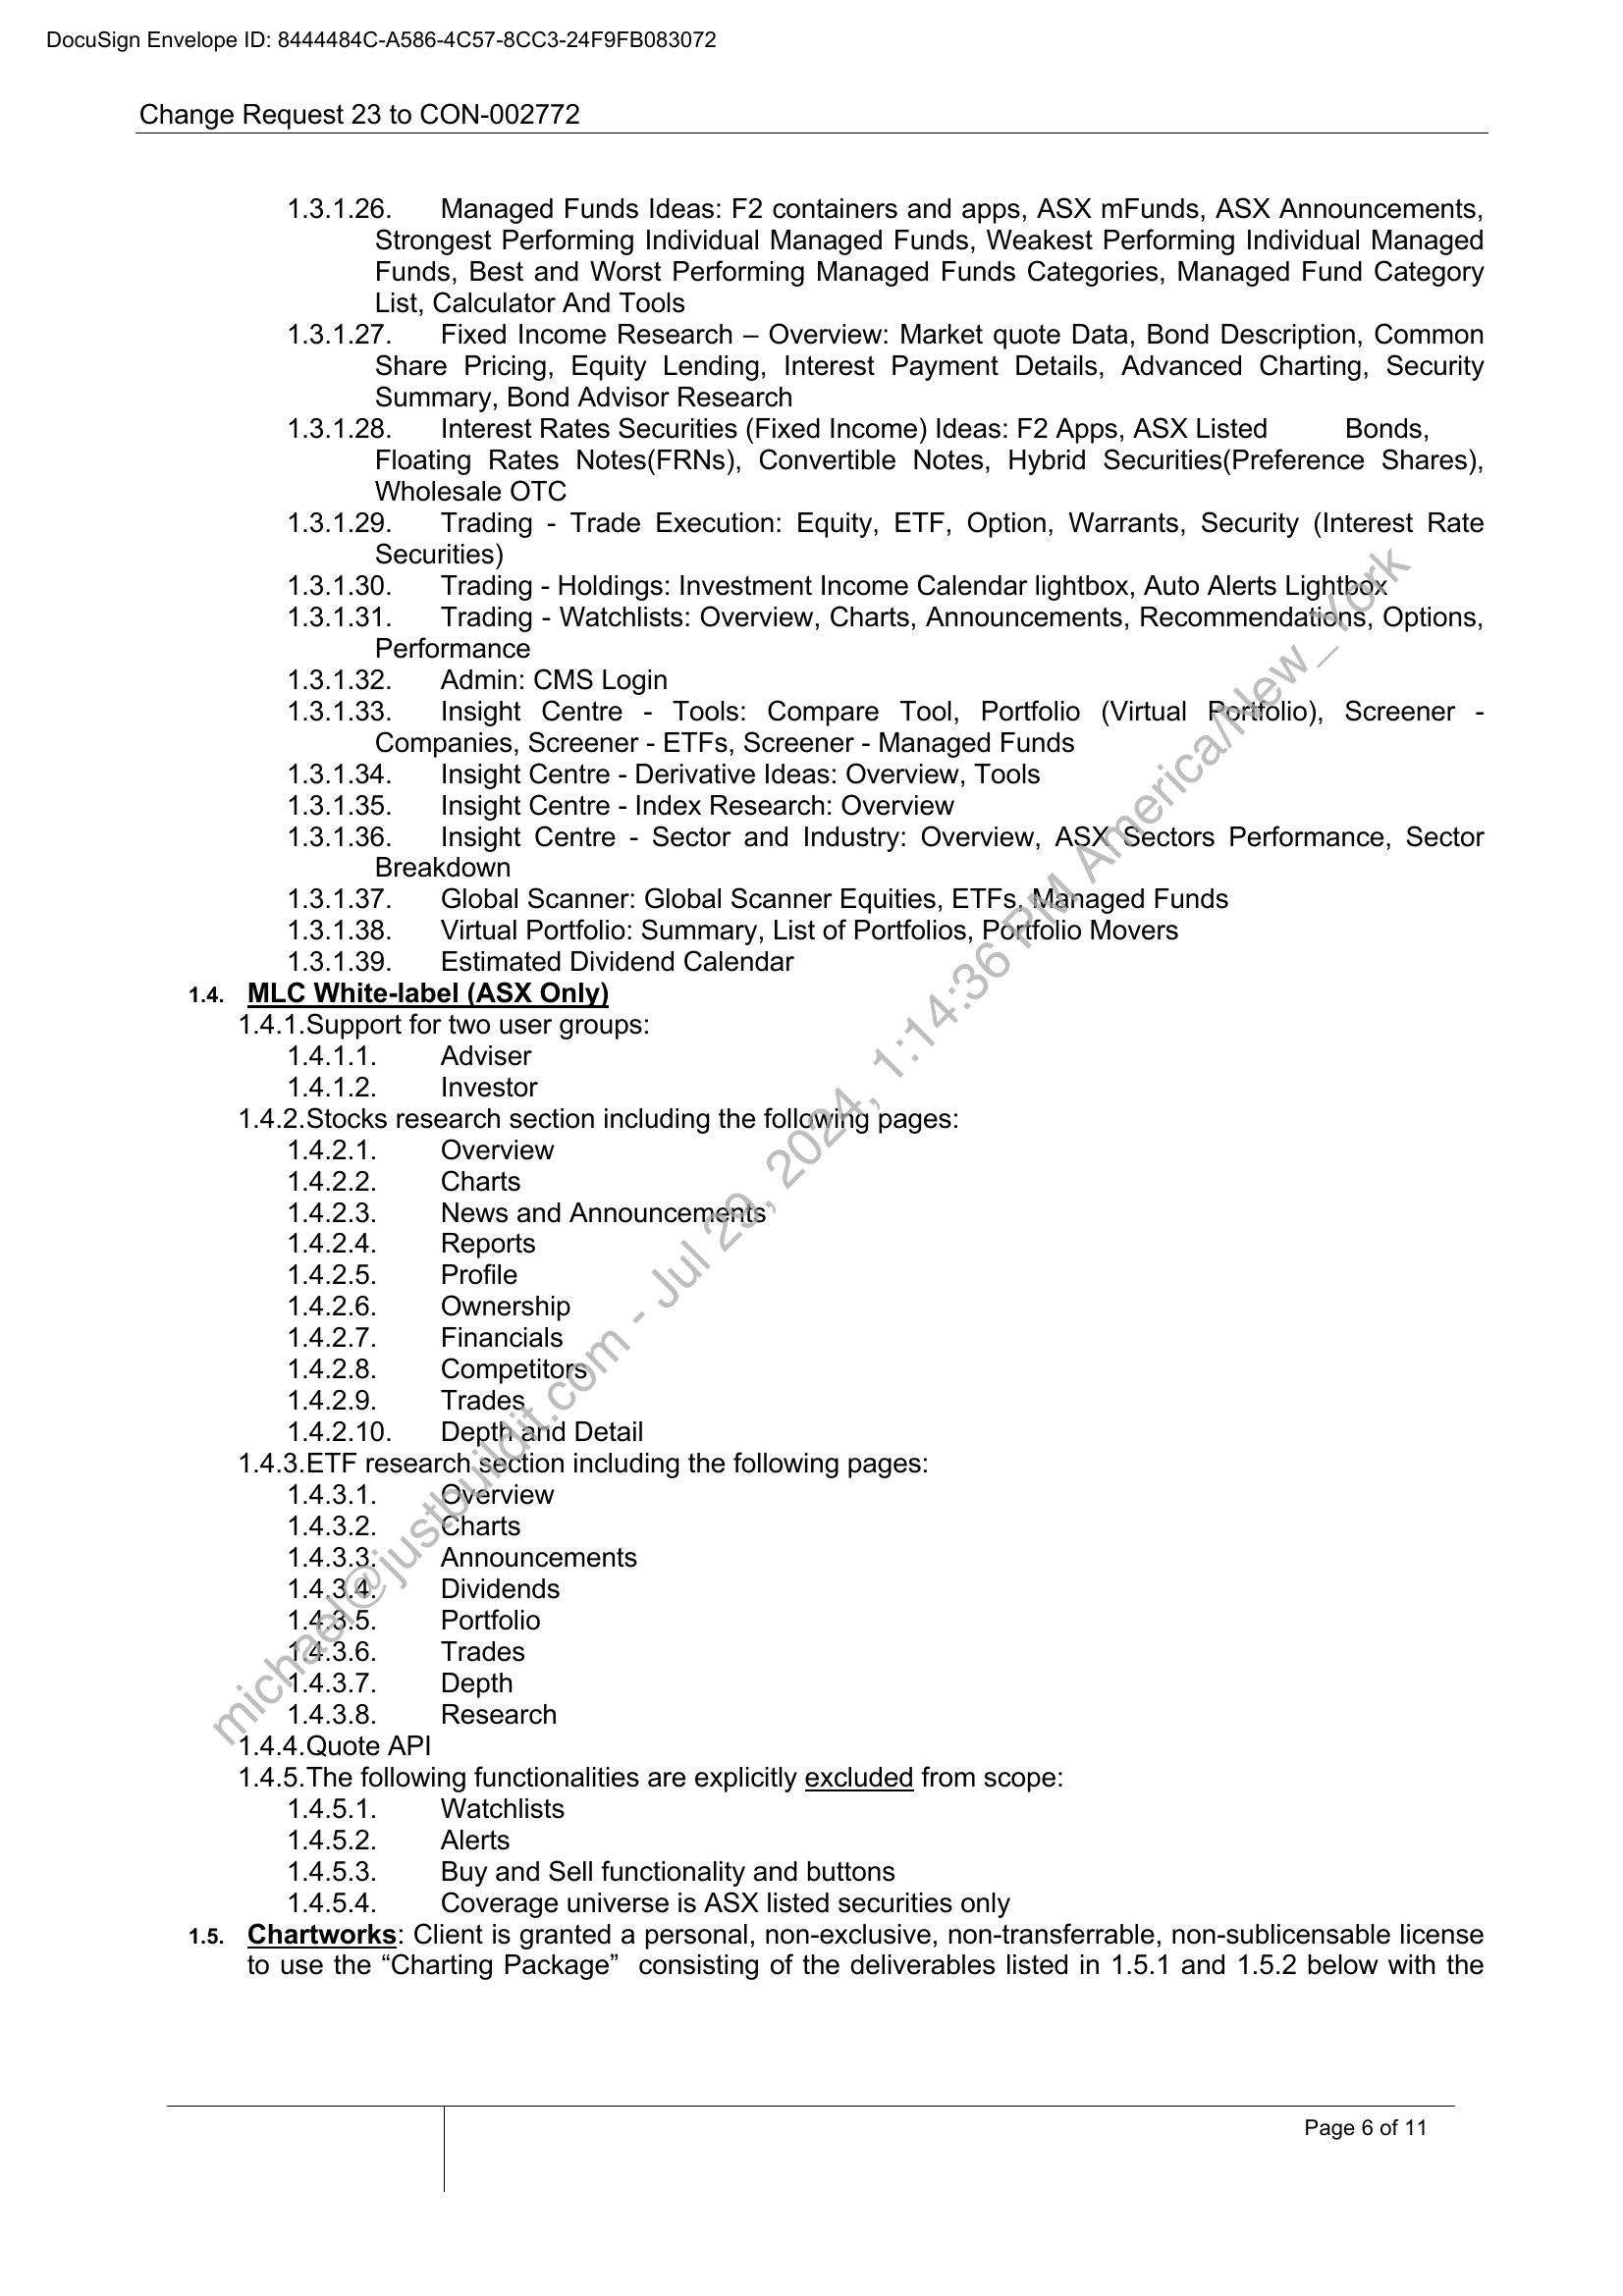 DocuSign Envelope ID: 8444484C-A586-4C57-8CC3-24F9FB083072
Change Request 23 to CON-002772
1.3.1.26. Managed Funds Ideas: F2 containers and apps, ASX mFunds, ASX Announcements,
Strongest Performing Individual Managed Funds, Weakest Performing Individual Managed
Funds, Best and Worst Performing Managed Funds Categories, Managed Fund Category
List, Calculator And Tools
1.3.1.27. Fixed Income Research – Overview: Market quote Data, Bond Description, Common
Share Pricing, Equity Lending, Interest Payment Details, Advanced Charting, Security
Summary, Bond Advisor Research
1.3.1.28. Interest Rates Securities (Fixed Income) Ideas: F2 Apps, ASX Listed Bonds,
Floating Rates Notes(FRNs), Convertible Notes, Hybrid Securities(Preference Shares),
Wholesale OTC
1.3.1.29. Trading - Trade Execution: Equity, ETF, Option, Warrants, Security (Interest Rate
Securities)
1.3.1.30. Trading - Holdings: Investment Income Calendar lightbox, Auto Alerts Lightbox
1.3.1.31. Trading - Watchlists: Overview, Charts, Announcements, Recommendations, Options,
Performance
1.3.1.32. Admin: CMS Login
1.3.1.33. Insight Centre - Tools: Compare Tool, Portfolio (Virtual Portfolio), Screener -
Companies, Screener - ETFs, Screener - Managed Funds
1.3.1.34. Insight Centre - Derivative Ideas: Overview, Tools
1.3.1.35. Insight Centre - Index Research: Overview
1.3.1.36. Insight Centre - Sector and Industry: Overview, ASX Sectors Performance, Sector
Breakdown
1.3.1.37. Global Scanner: Global Scanner Equities, ETFs, Managed Funds
1.3.1.38. Virtual Portfolio: Summary, List of Portfolios, Portfolio Movers
1.3.1.39. Estimated Dividend Calendar
1.4. MLC White-label (ASX Only)
1.4.1.Support for two user groups:
1.4.1.1. Adviser
1.4.1.2. Investor
1.4.2.Stocks research section including the following pages:
1.4.2.1. Overview
1.4.2.2. Charts
1.4.2.3. News and Announcements
1.4.2.4. Reports
1.4.2.5. Profile
1.4.2.6. Ownership
1.4.2.7. Financials
1.4.2.8. Competitors
1.4.2.9. Trades
1.4.2.10. Depth and Detail
1.4.3.ETF research section including the following pages:
1.4.3.1. Overview
1.4.3.2. Charts
1.4.3.3. Announcements
1.4.3.4. Dividends
1.4.3.5. Portfolio
1.4.3.6. Trades
1.4.3.7. Depth
1.4.3.8. Research
1.4.4.Quote API
1.4.5.The following functionalities are explicitly excluded from scope:
1.4.5.1. Watchlists
1.4.5.2. Alerts
1.4.5.3. Buy and Sell functionality and buttons
1.4.5.4. Coverage universe is ASX listed securities only
1.5. Chartworks: Client is granted a personal, non-exclusive, non-transferrable, non-sublicensable license
to use the “Charting Package” consisting of the deliverables listed in 1.5.1 and 1.5.2 below with the
michael@justbuildit.com - Jul 29, 2024, 1:14:36 PM America/New_York
Page 6 of 11